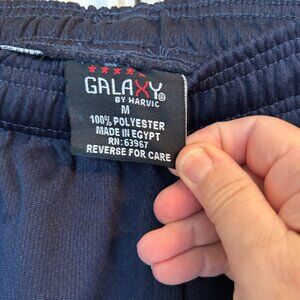 GALAXY®
BY HARVIC
M
100% POLYESTER
MADE IN EGYPT
RN: 63967
REVERSE FOR CARE